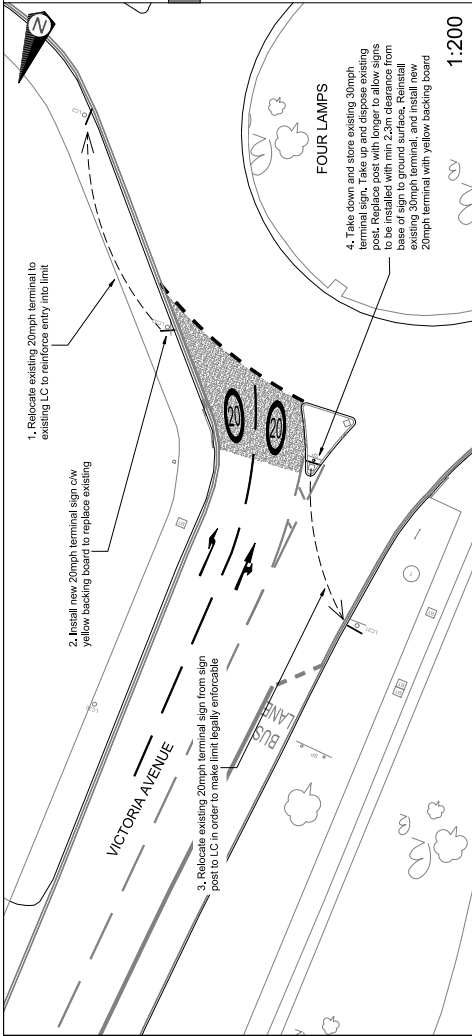 1. Relocate existing 20mph terminal to
existing LC to reinforce entry into limit
2. Install new 20mph terminal sign c/w
yellow backing board to replace existing
3. Relocate existing 20mph terminal sign from sign
post to LC in order to make limit legally enforcable
4. Take down and store existing 30mph
terminal sign. Take up and dispose existing
post. Replace post with longer to allow signs
to be installed with min 2.3m clearance from
base of sign to ground surface. Reinstall
existing 30mph terminal, and install new
20mph terminal with yellow backing board
VICTORIA AVENUE
FOUR LAMPS
20
20
BUS
LANE
N
LC21
SP
BT
1:200